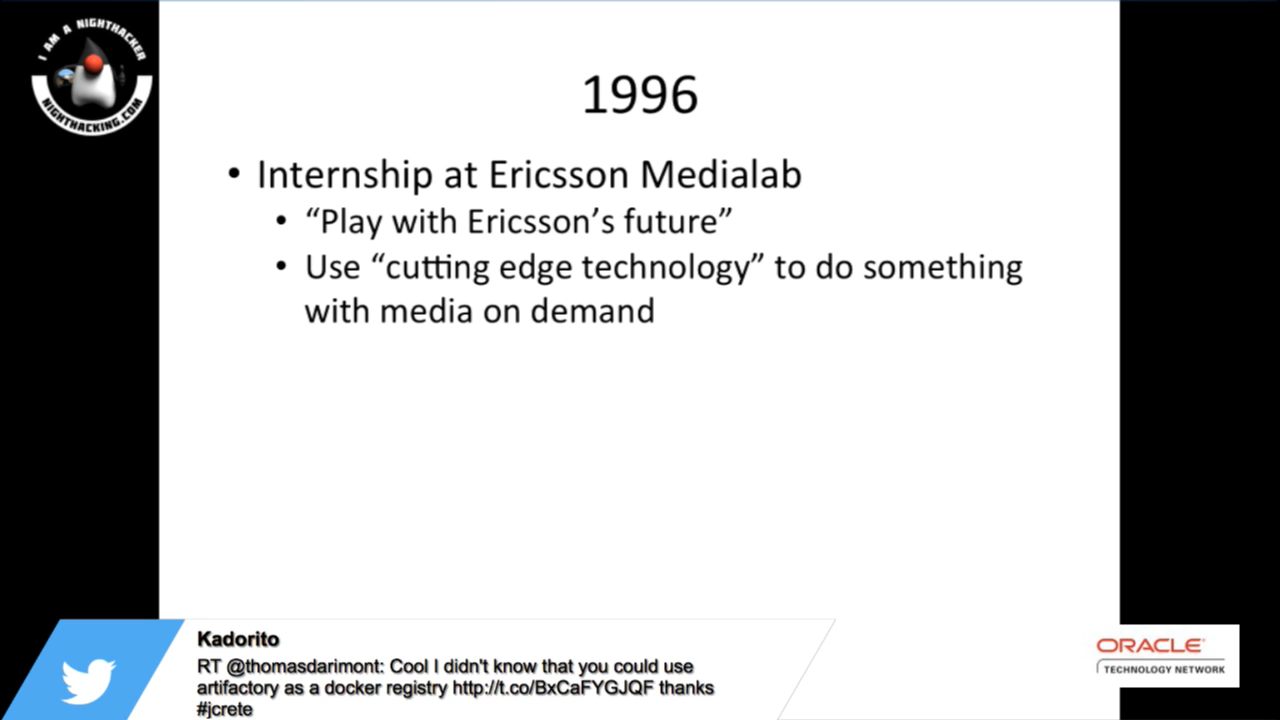 I AM A NIGHTHACKER
NIGHTHACKING.COM
1996
• Internship at Ericsson Medialab
• “Play with Ericsson’s future”
• Use “cutting edge technology” to do something
with media on demand
Kadorito
RT @thomasdarimont: Cool I didn't know that you could use
artifactory as a docker registry http://t.co/BxCaFYGJQF thanks
#jcrete
ORACLE
TECHNOLOGY NETWORK